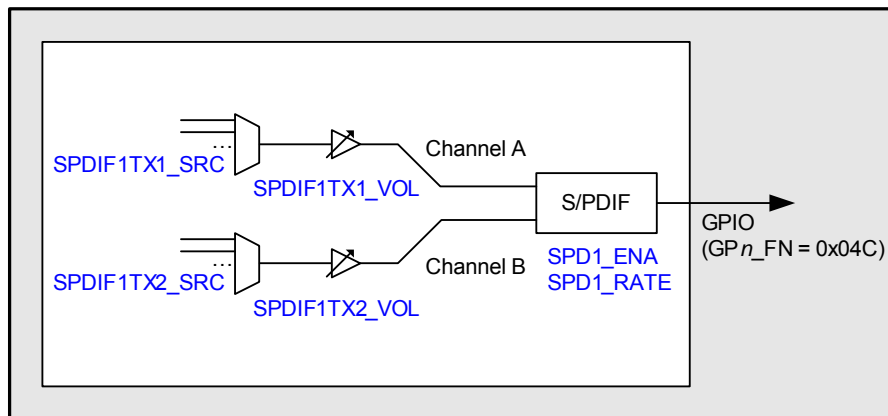 ...
SPDIF1TX1_SRC
SPDIF1TX1_VOL
Channel A
...
SPDIF1TX2_SRC
SPDIF1TX2_VOL
Channel B
S/PDIF
SPD1_ENA
SPD1_RATE
GPIO
(GPn_FN = 0x04C)